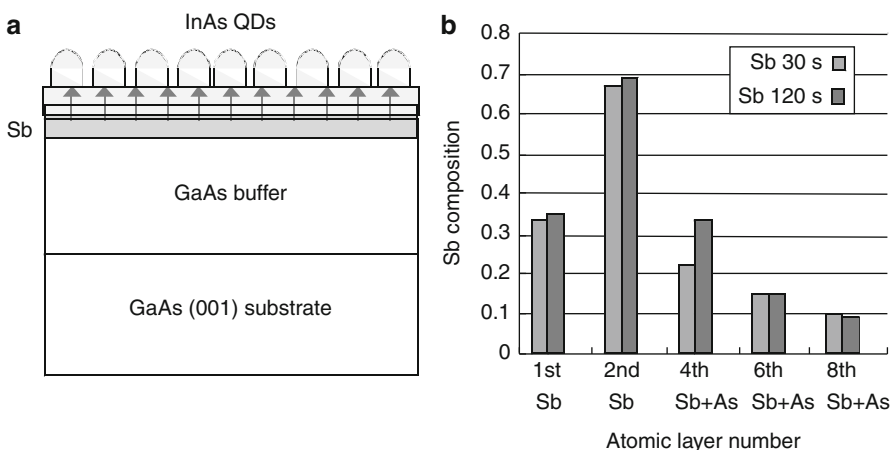 a
InAs QDs
Sb
GaAs buffer
GaAs (001) substrate
b
Sb composition
0.8
0.7
0.6
0.5
0.4
0.3
0.2
0.1
0
Sb 30 s
Sb 120 s
1st 2nd 4th 6th 8th
Sb Sb Sb+As Sb+As Sb+As
Atomic layer number